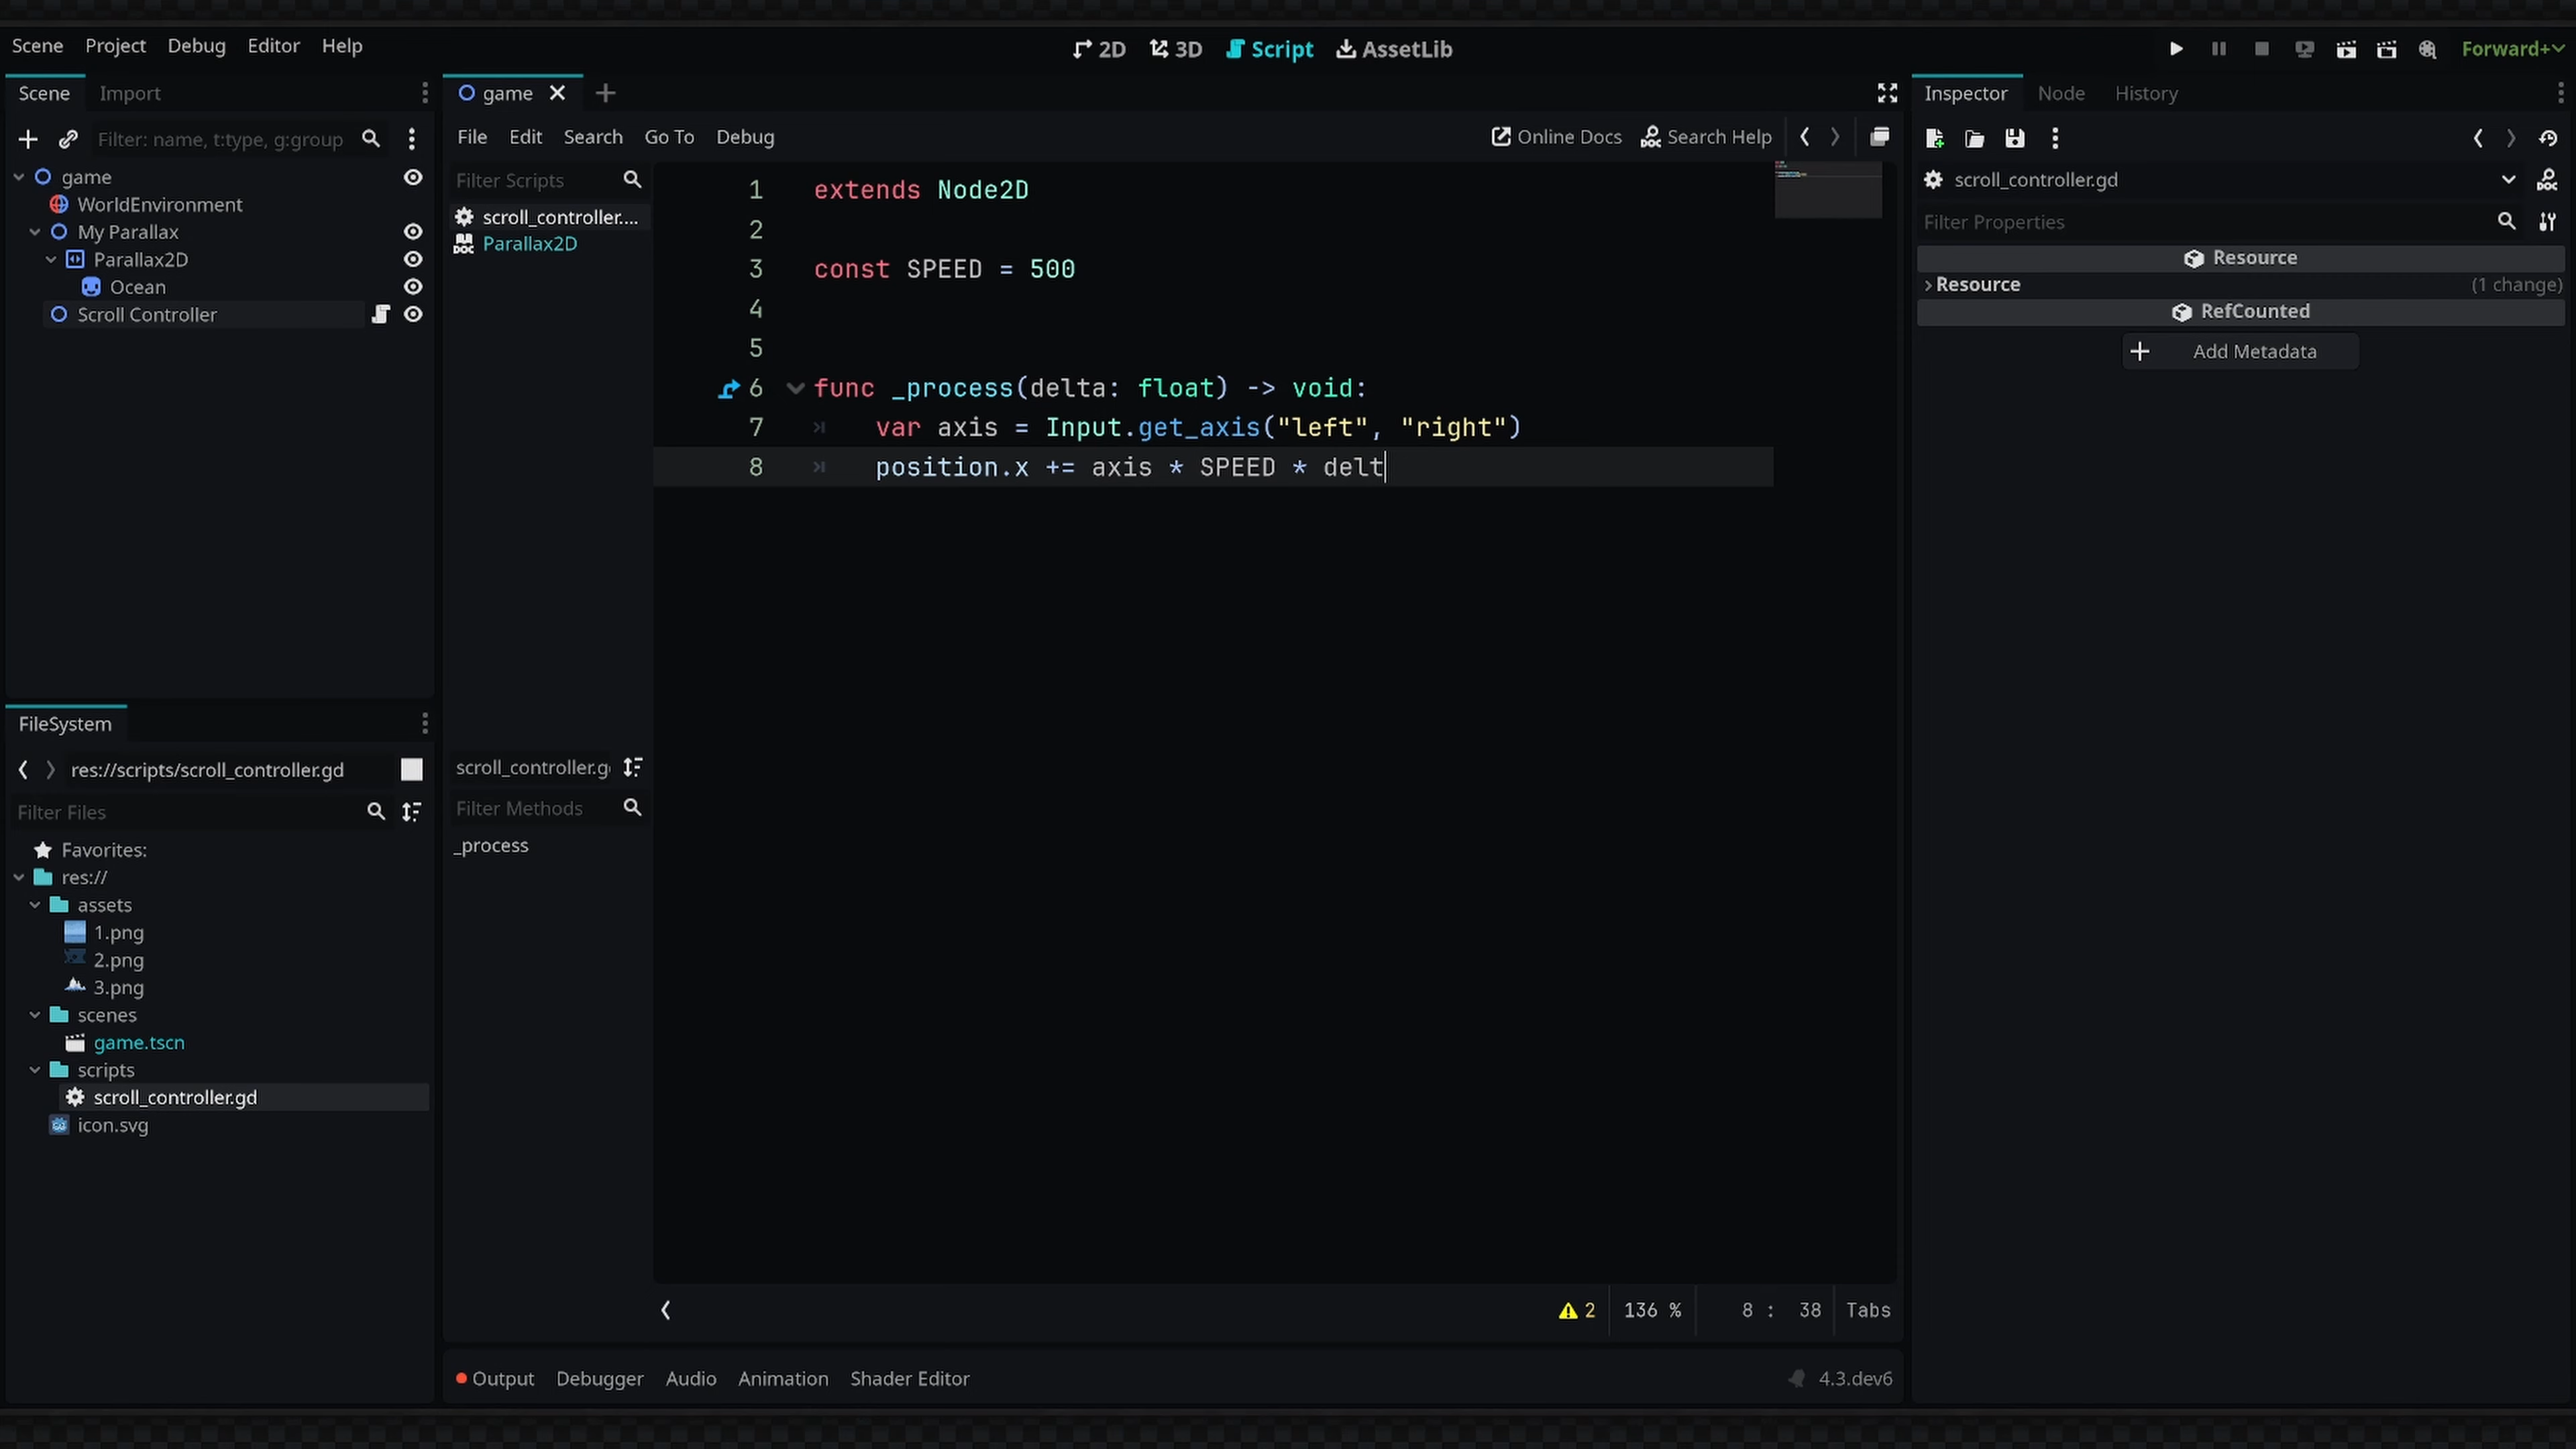 Scene Project Debug Editor Help
2D 3D Script AssetLib
Forward+
Scene Import
Filter: name, t:type, g:group
game
WorldEnvironment
My Parallax
Parallax2D
Ocean
Scroll Controller
FileSystem
res://scripts/scroll_controller.gd
Filter Files
Favorites:
res://
assets
1.png
2.png
3.png
scenes
game.tscn
scripts
scroll_controller.gd
icon.svg
game
File Edit Search Go To Debug
Online Docs Search Help
Filter Scripts
scroll_controller....
Parallax2D
scroll_controller.g
Filter Methods
_process
1 extends Node2D
2
3 const SPEED = 500
4
5
6 func _process(delta: float) -> void:
7 var axis = Input.get_axis("left", "right")
8 position.x += axis * SPEED * delt
2 136 % 8 : 38 Tabs
Output Debugger Audio Animation Shader Editor
4.3.dev6
Inspector Node History
scroll_controller.gd
Filter Properties
Resource
Resource (1 change)
RefCounted
Add Metadata